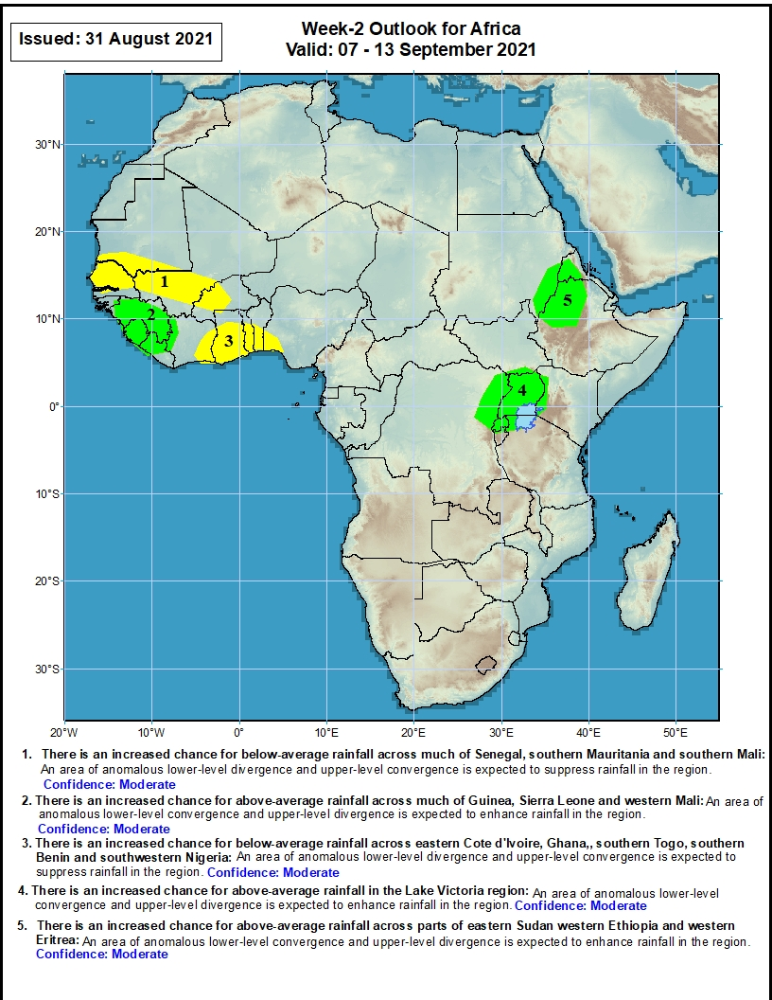 Issued: 31 August 2021
Week-2 Outlook for Africa
Valid: 07 - 13 September 2021
30°N
20°N
10°N
0°
10°S
20°S
30°S
1
2
3
4
5
20°W
10°W
0°
10°E
20°E
30°E
40°E
50°E
1. There is an increased chance for below-average rainfall across much of Senegal, southern Mauritania and southern Mali:
An area of anomalous lower-level divergence and upper-level convergence is expected to suppress rainfall in the region.
Confidence: Moderate
2. There is an increased chance for above-average rainfall across much of Guinea, Sierra Leone and western Mali: An area of
anomalous lower-level convergence and upper-level divergence is expected to enhance rainfall in the region.
Confidence: Moderate
3. There is an increased chance for below-average rainfall across eastern Cote d'Ivoire, Ghana,, southern Togo, southern
Benin and southwestern Nigeria: An area of anomalous lower-level divergence and upper-level convergence is expected to
suppress rainfall in the region. Confidence: Moderate
4. There is an increased chance for above-average rainfall in the Lake Victoria region: An area of anomalous lower-level
convergence and upper-level divergence is expected to enhance rainfall in the region. Confidence: Moderate
5. There is an increased chance for above-average rainfall across parts of eastern Sudan western Ethiopia and western
Eritrea: An area of anomalous lower-level convergence and upper-level divergence is expected to enhance rainfall in the region.
Confidence: Moderate